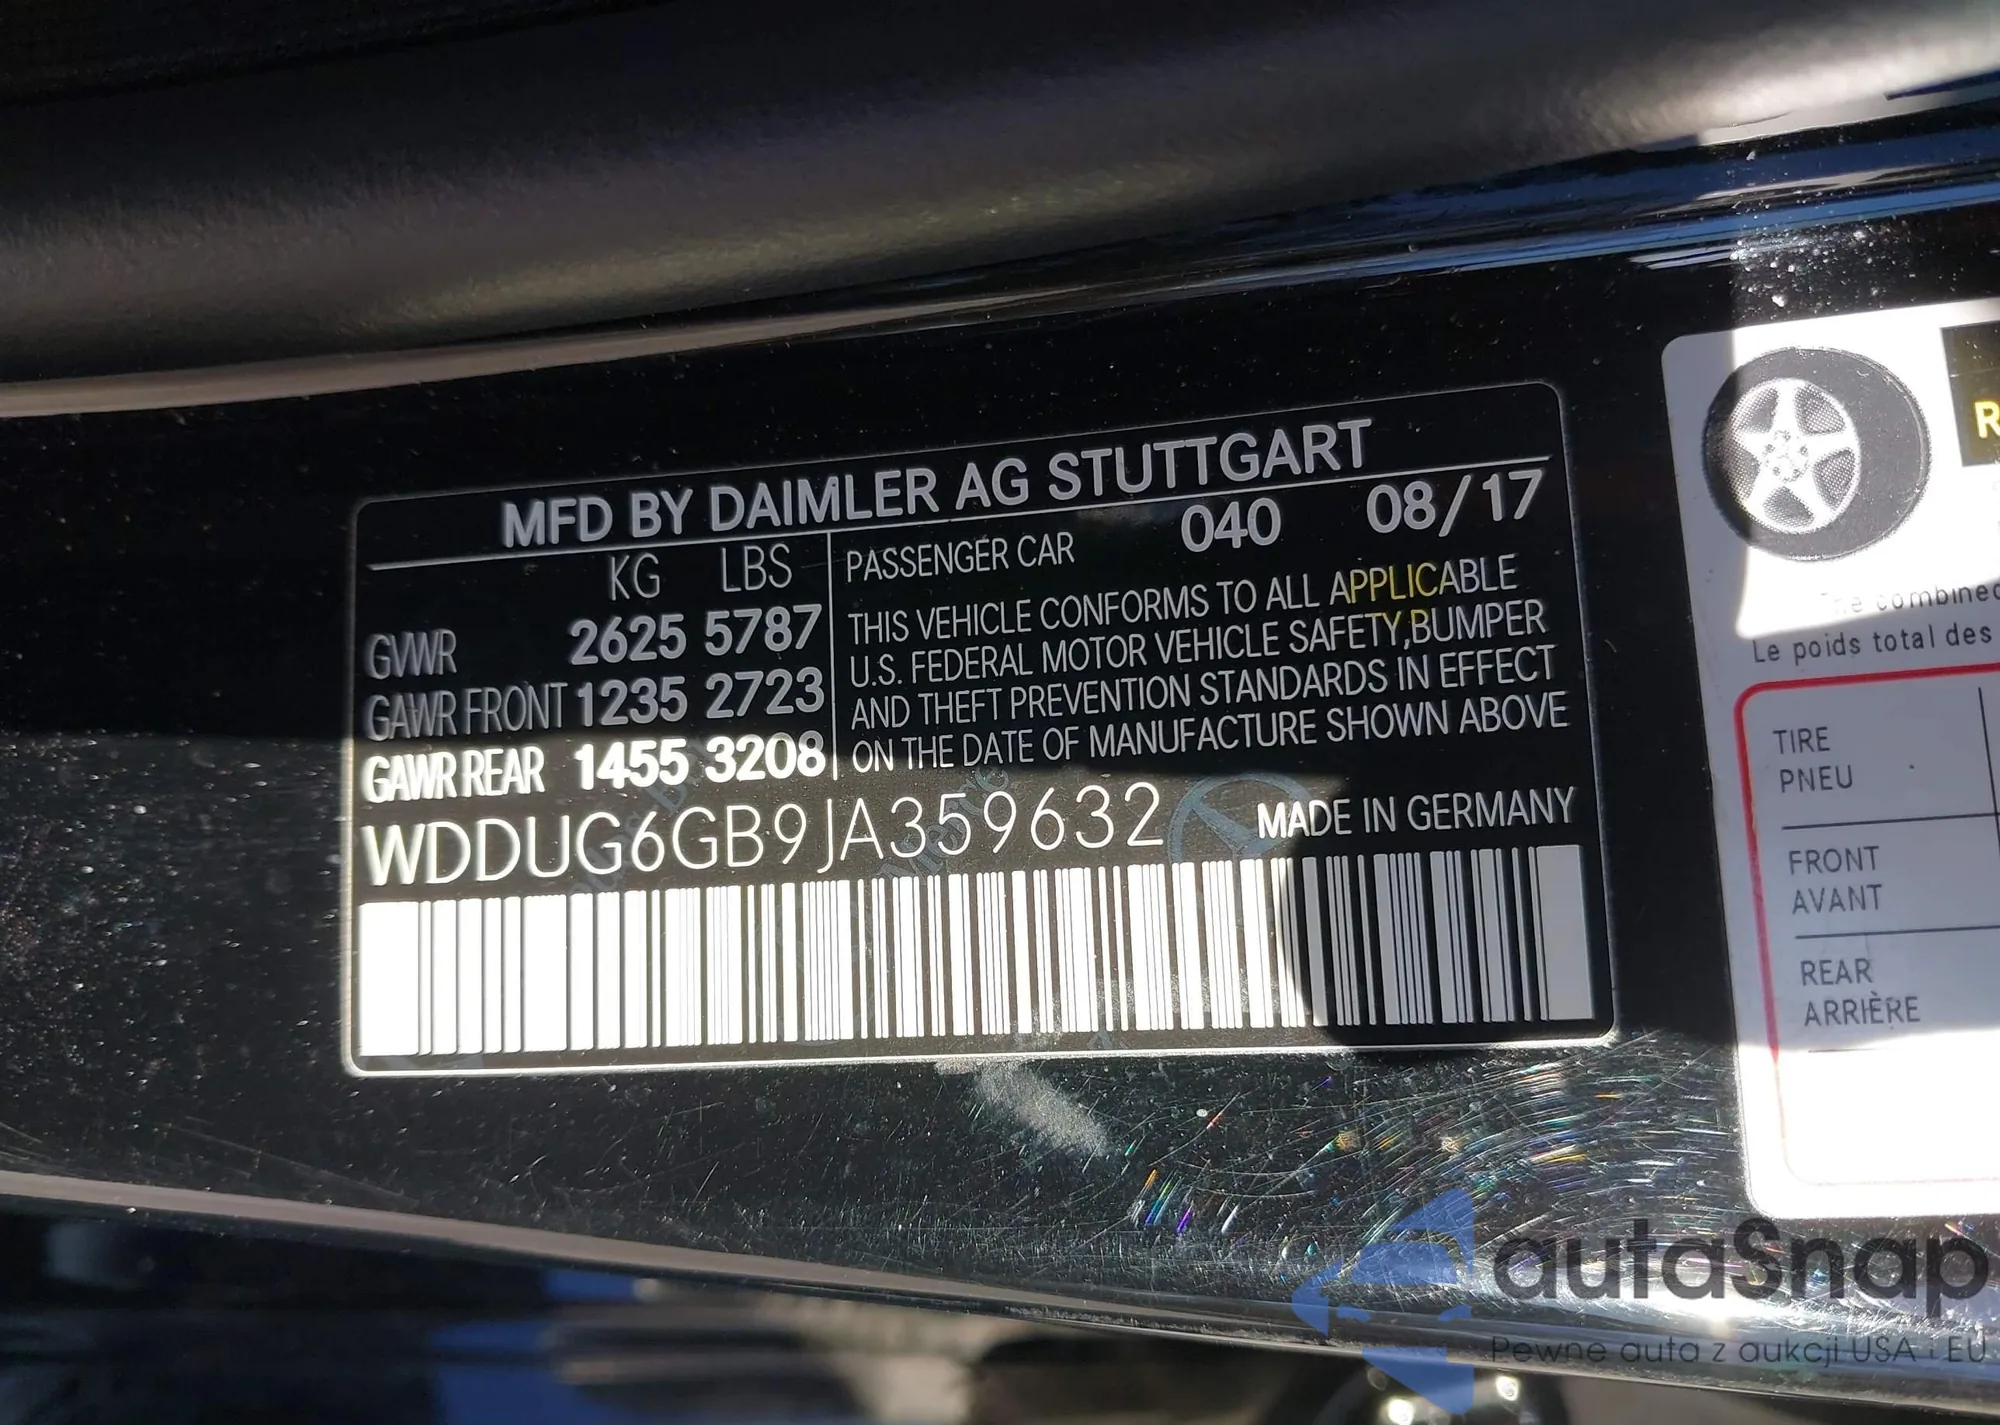 MFD BY DAIMLER AG STUTTGART
KG LBS
GVWR 2625 5787
GAWR FRONT 1235 2723
GAWR REAR 1455 3208
PASSENGER CAR 040 08/17
THIS VEHICLE CONFORMS TO ALL APPLICABLE
U.S. FEDERAL MOTOR VEHICLE SAFETY,BUMPER
AND THEFT PREVENTION STANDARDS IN EFFECT
ON THE DATE OF MANUFACTURE SHOWN ABOVE
WDDUG6GB9JA359632
MADE IN GERMANY
The combined
Le poids total des
TIRE
PNEU
FRONT
AVANT
REAR
ARRIÈRE
autaSnap
Pewne auta z aukcji USA i EU